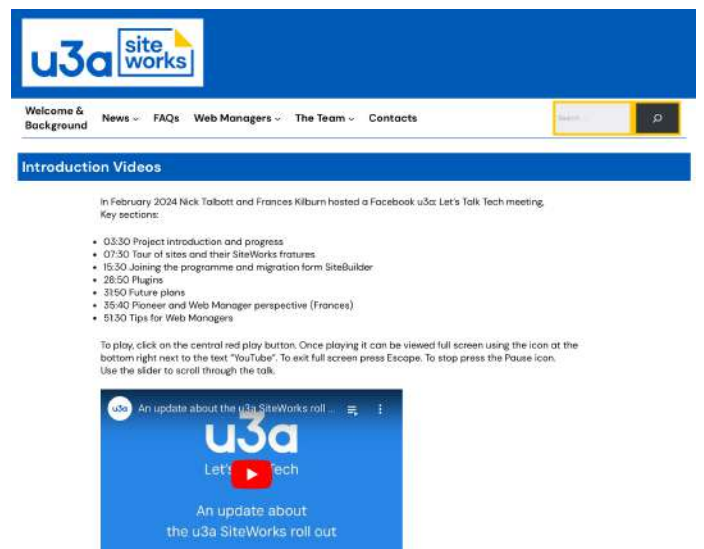 u3a site works
Welcome & Background
News
FAQs
Web Managers
The Team
Contacts
Search ...
Introduction Videos
In February 2024 Nick Talbott and Frances Kilburn hosted a Facebook u3a: Let's Talk Tech meeting.
Key sections:
03:30 Project introduction and progress
07:30 Tour of sites and their SiteWorks fratures
15:30 Joining the programme and migration form SiteBuilder
28:50 Plugins
31:50 Future plans
35:40 Pioneer and Web Manager perspective (Frances)
51:30 Tips for Web Managers
To play, click on the central red play button. Once playing it can be viewed full screen using the icon at the
bottom right next to the text "YouTube". To exit full screen press Escape. To stop press the Pause icon.
Use the slider to scroll through the talk.
u3a An update about the u3a SiteWorks roll ...
u3a
Let's Tech
An update about
the u3a SiteWorks roll out